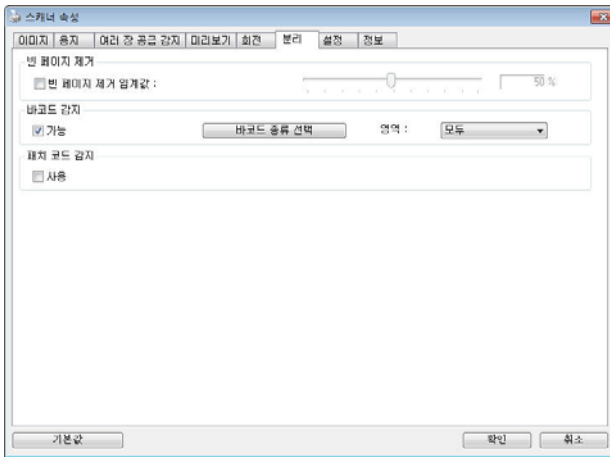 스캐너 속성
이미지 용지 여러 장 공급 감지 미리보기 회전 분리 설정 정보
빈 페이지 제거
빈 페이지 제거 임계값 : 50 %
바코드 감지
가능 바코드 종류 선택 영역 : 모두
패치 코드 감지
사용
기본값 확인 취소